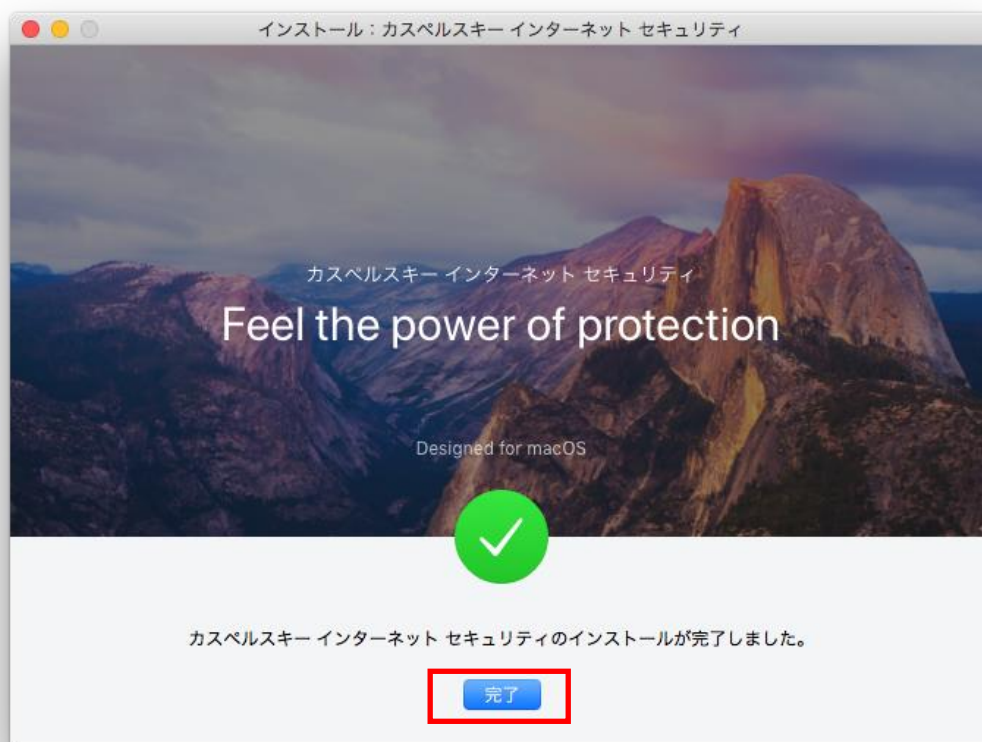 インストール：カスペルスキー インターネット セキュリティ
カスペルスキー インターネット セキュリティ
Feel the power of protection
Designed for macOS
カスペルスキー インターネット セキュリティのインストールが完了しました。
完了